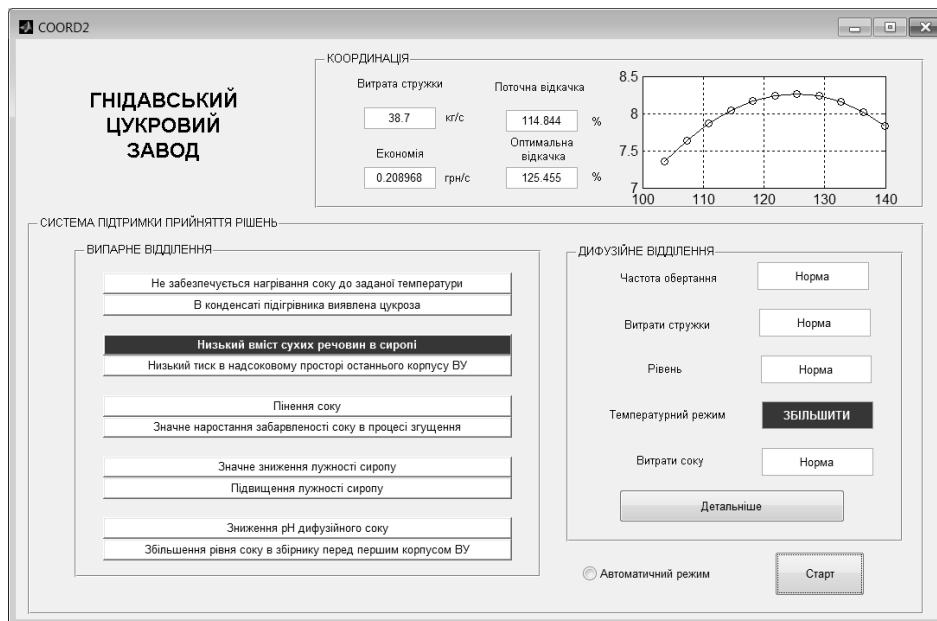 COORD2
ГНІДАВСЬКИЙ
ЦУКРОВИЙ
ЗАВОД
КООРДИНАЦІЯ
Витрата стружки
38.7 кг/с
Поточна відкачка
114.844 %
Економія
0.208968 грн/с
Оптимальна
відкачка
125.455 %
8.5
8
7.5
7
100 110 120 130 140
СИСТЕМА ПІДТРИМКИ ПРИЙНЯТТЯ РІШЕНЬ
ВИПАРНЕ ВІДДІЛЕННЯ
Не забезпечується нагрівання соку до заданої температури
В конденсаті підігрівника виявлена цукроза
Низький вміст сухих речовин в сиропі
Низький тиск в надсоковому просторі останнього корпусу ВУ
Пінення соку
Значне наростання забарвленості соку в процесі згущення
Значне зниження лужності сиропу
Підвищення лужності сиропу
Зниження рН дифузійного соку
Збільшення рівня соку в збірнику перед першим корпусом ВУ
ДИФУЗІЙНЕ ВІДДІЛЕННЯ
Частота обертання Норма
Витрати стружки Норма
Рівень Норма
Температурний режим ЗБІЛЬШИТИ
Витрати соку Норма
Детальніше
Автоматичний режим
Старт